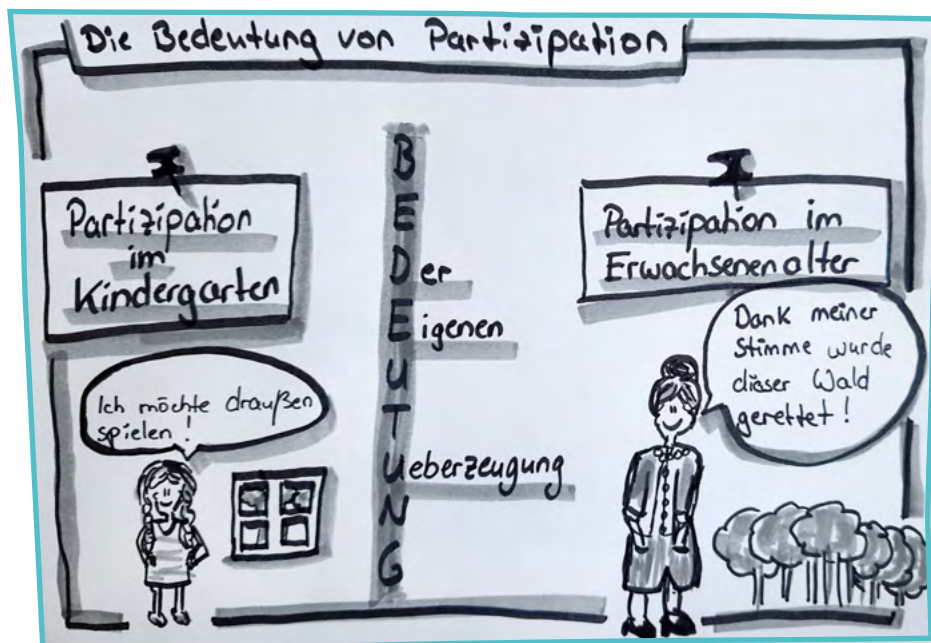 Die Bedeutung von Partizipation
Partizipation
im
Kindergarten
Ich möchte draußen
spielen!
B
E
Der
Eigenen
U
T
Ueberzeugung
N
G
Partizipation im
Erwachsenenalter
Dank meiner
Stimme wurde
dieser Wald
gerettet!